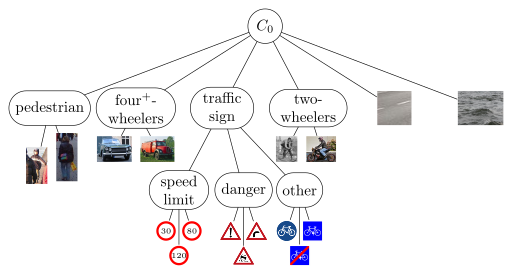 C₀
pedestrian
four⁺-
wheelers
traffic
sign
two-
wheelers
speed
limit
danger
other
30
80
120